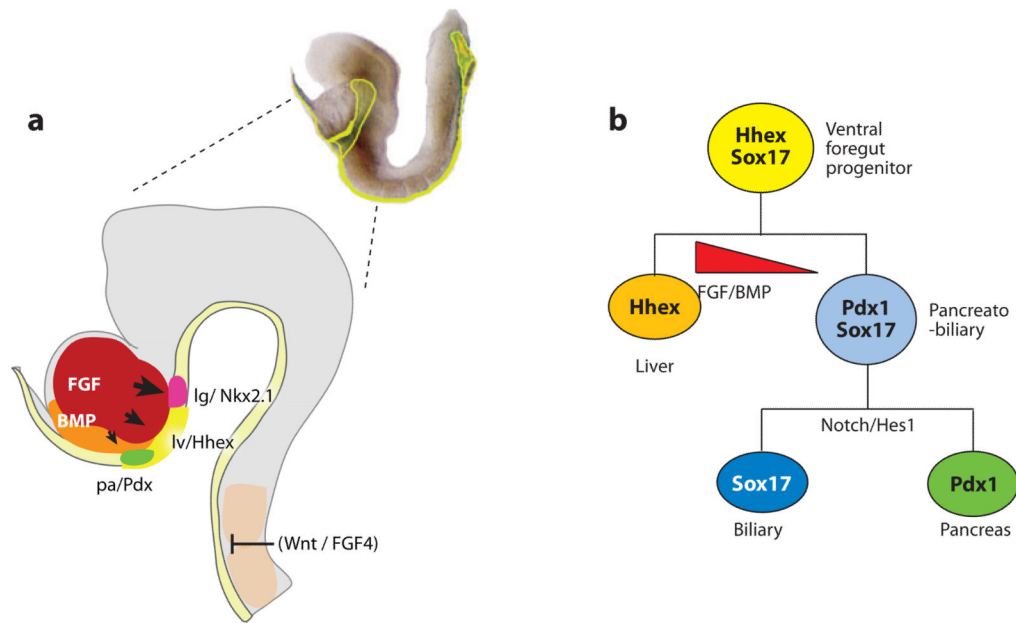 a
FGF
BMP
lg/ Nkx2.1
lv/Hhex
pa/Pdx
(Wnt / FGF4)
b
Hhex
Sox17
Ventral
foregut
progenitor
FGF/BMP
Hhex
Liver
Pdx1
Sox17
Pancreato
-biliary
Notch/Hes1
Sox17
Biliary
Pdx1
Pancreas